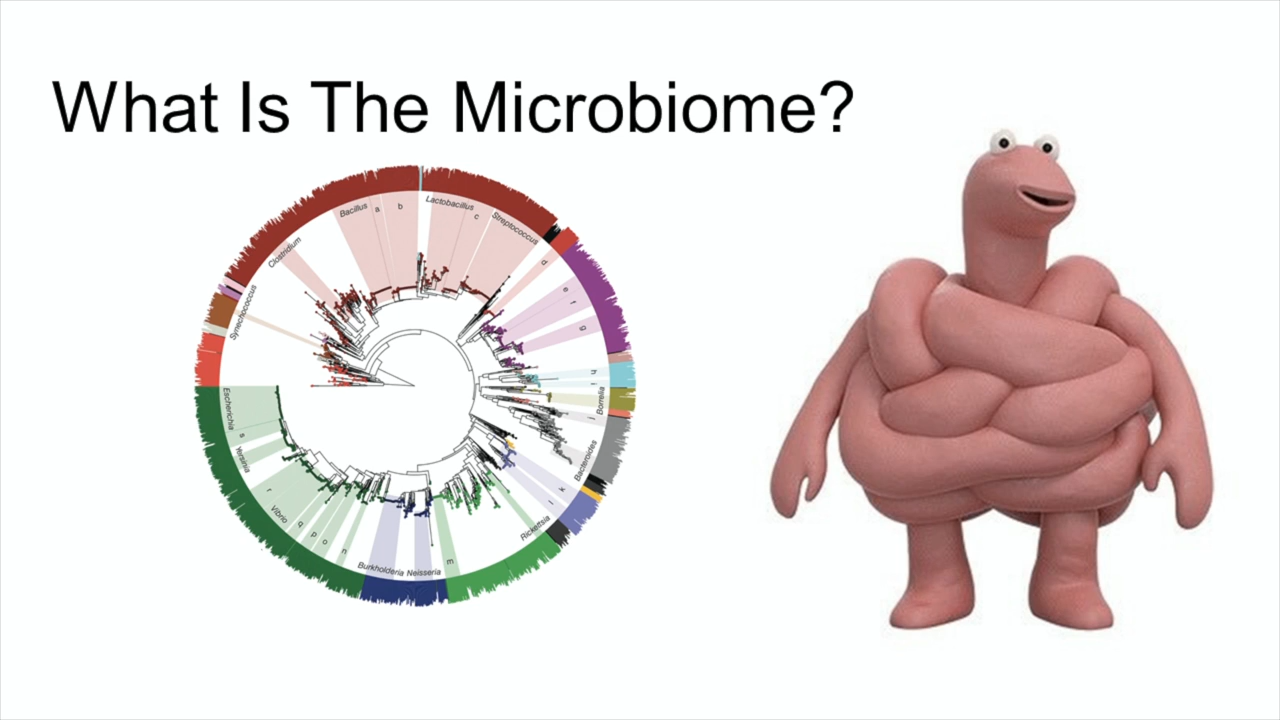 What Is The Microbiome?
Bacillus
a
b
Lactobacillus
c
Streptococcus
d
e
f
g
h
i
Borrelia
j
Bacteroides
k
l
Rickettsia
m
Neisseria
Burkholderia
n
o
p
q
Vibrio
r
Yersinia
s
Escherichia
Synechococcus
Clostridium